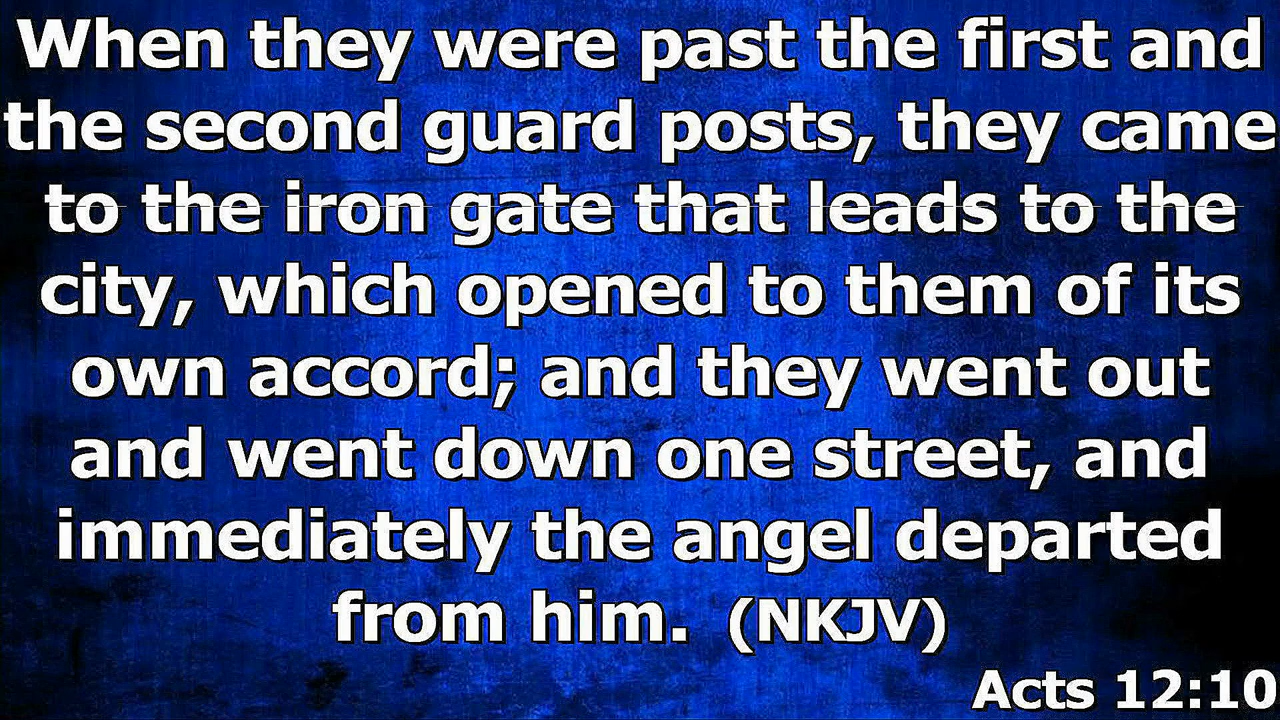 When they were past the first and
the second guard posts, they came
to the iron gate that leads to the
city, which opened to them of its
own accord; and they went out
and went down one street, and
immediately the angel departed
from him. (NKJV)
Acts 12:10